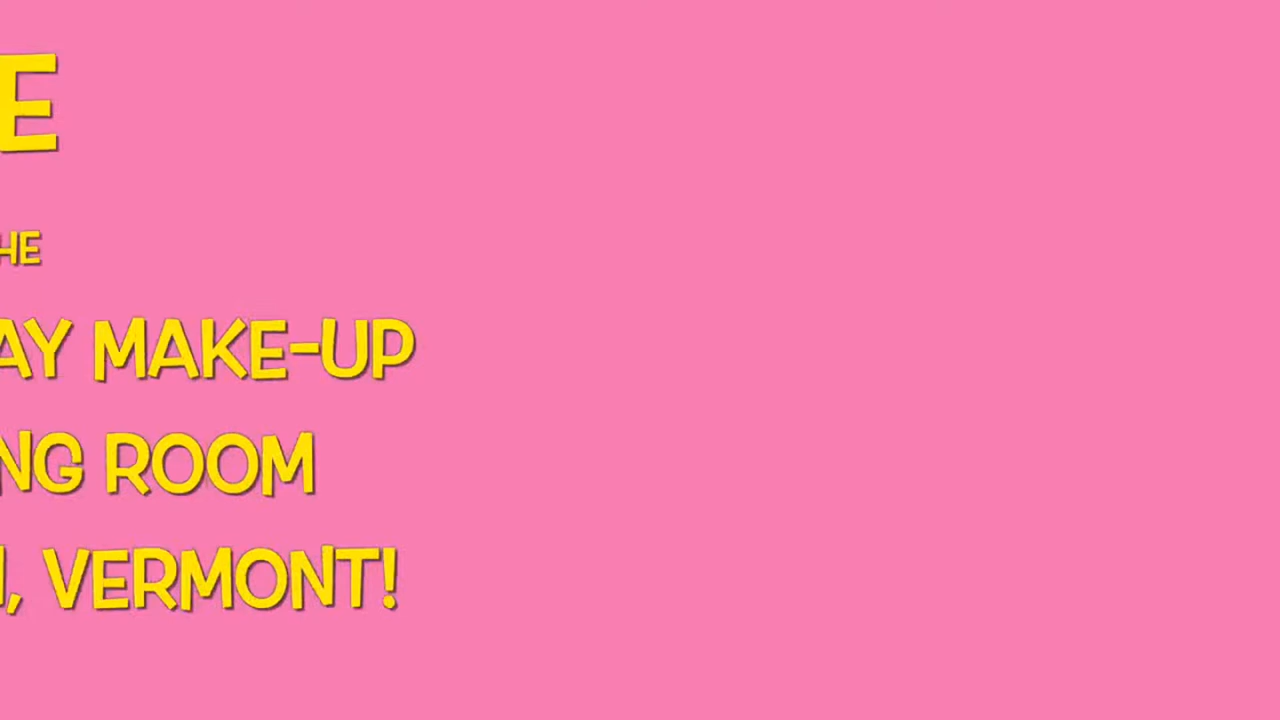 E
HE
AY MAKE-UP
NG ROOM
, VERMONT!